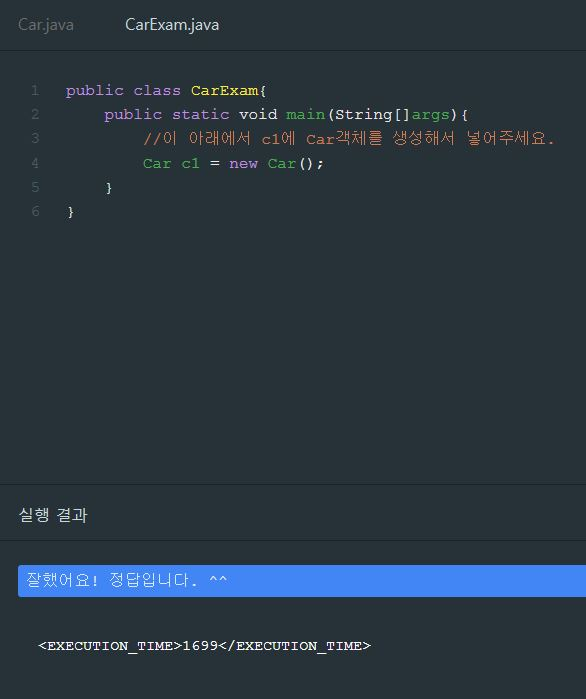 Car.java CarExam.java
1 public class CarExam{
2 public static void main(String[]args){
3 //이 아래에서 c1에 Car객체를 생성해서 넣어주세요.
4 Car c1 = new Car();
5 }
6 }
실행 결과
잘했어요! 정답입니다. ^^
<EXECUTION_TIME>1699</EXECUTION_TIME>